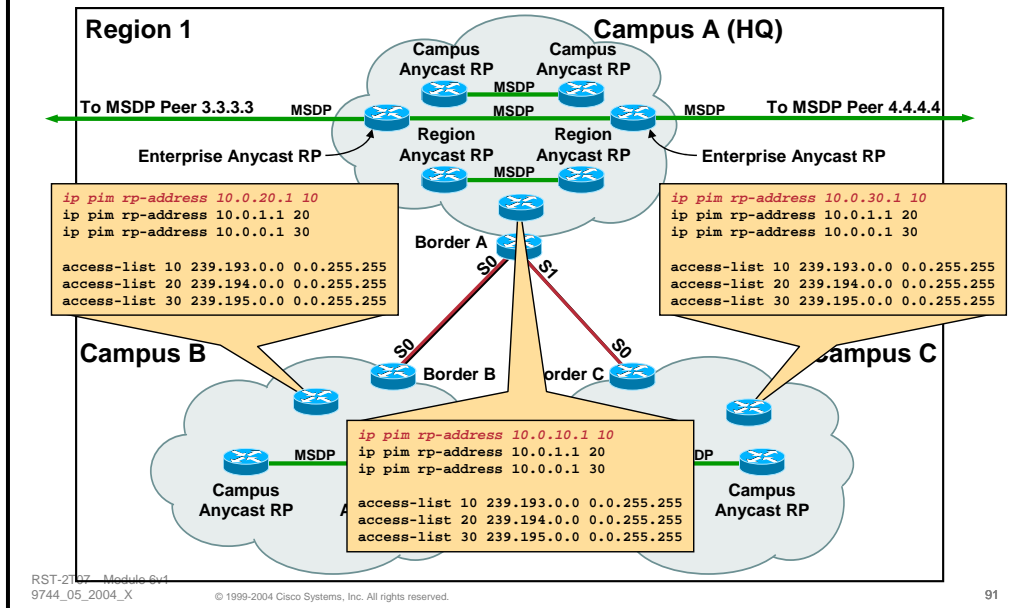 Region 1
Campus A (HQ)
Campus
Anycast RP
Campus
Anycast RP
MSDP
To MSDP Peer 3.3.3.3
MSDP
MSDP
MSDP
To MSDP Peer 4.4.4.4
Enterprise Anycast RP
Region
Anycast RP
Region
Anycast RP
Enterprise Anycast RP
MSDP
ip pim rp-address 10.0.20.1 10
ip pim rp-address 10.0.1.1 20
ip pim rp-address 10.0.0.1 30
access-list 10 239.193.0.0 0.0.255.255
access-list 20 239.194.0.0 0.0.255.255
access-list 30 239.195.0.0 0.0.255.255
ip pim rp-address 10.0.30.1 10
ip pim rp-address 10.0.1.1 20
ip pim rp-address 10.0.0.1 30
access-list 10 239.193.0.0 0.0.255.255
access-list 20 239.194.0.0 0.0.255.255
access-list 30 239.195.0.0 0.0.255.255
Border A
S0
S1
S0
S0
Campus B
Border B
order C
ampus C
ip pim rp-address 10.0.10.1 10
ip pim rp-address 10.0.1.1 20
ip pim rp-address 10.0.0.1 30
access-list 10 239.193.0.0 0.0.255.255
access-list 20 239.194.0.0 0.0.255.255
access-list 30 239.195.0.0 0.0.255.255
MSDP
DP
Campus
Anycast RP
A
Campus
Anycast RP
RST-2T07 – Module 6v1
9744_05_2004_X
© 1999-2004 Cisco Systems, Inc. All rights reserved.
91